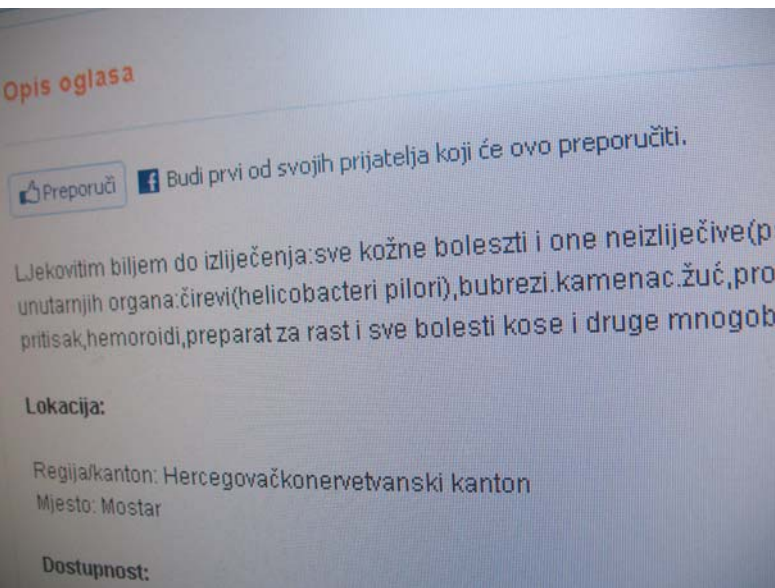 Opis oglasa
Preporuči Budi prvi od svojih prijatelja koji će ovo preporučiti.
LJekovitim biljem do izliječenja:sve kožne boleszti i one neizliječive(p
unutarnjih organa:čirevi(helicobacteri pilori),bubrezi.kamenac.žuć,pro
pritisak,hemoroidi,preparat za rast i sve bolesti kose i druge mnogob
Lokacija:
Regija/kanton: Hercegovačkonervetvanski kanton
Mjesto: Mostar
Dostupnost: